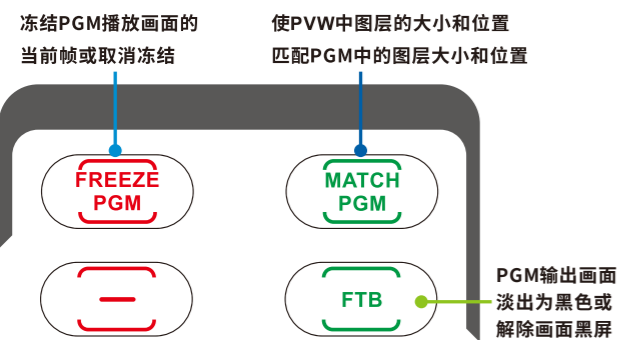 冻结PGM播放画面的
当前帧或取消冻结
使PVW中图层的大小和位置
匹配PGM中的图层大小和位置
FREEZE
PGM
MATCH
PGM
FTB
PGM输出画面
淡出为黑色或
解除画面黑屏